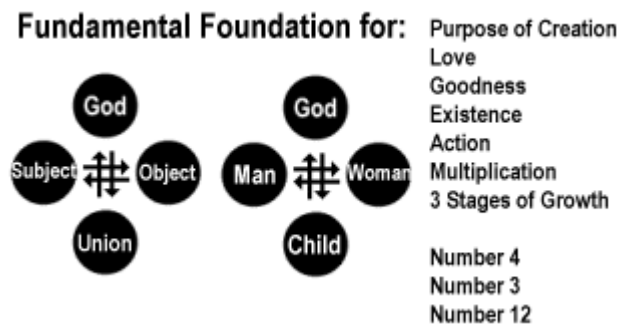 Fundamental Foundation for:
God
Subject
Object
Union
God
Man
Woman
Child
Purpose of Creation
Love
Goodness
Existence
Action
Multiplication
3 Stages of Growth
Number 4
Number 3
Number 12